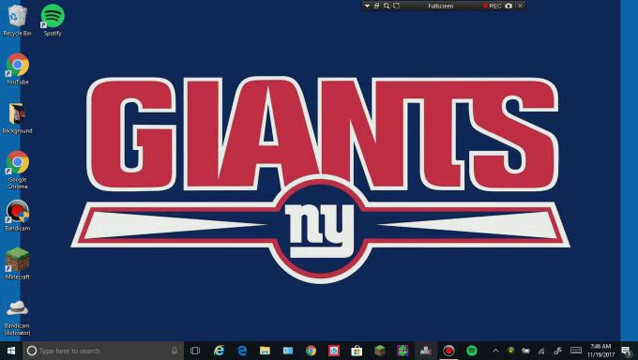 Fullscreen
REC
Recycle Bin
Spotify
YouTube
Background
Google
Chrome
Bandicam
Minecraft
Bandicam
(Activator)
GIANTS
ny
Type here to search
7:46 AM
11/19/2017